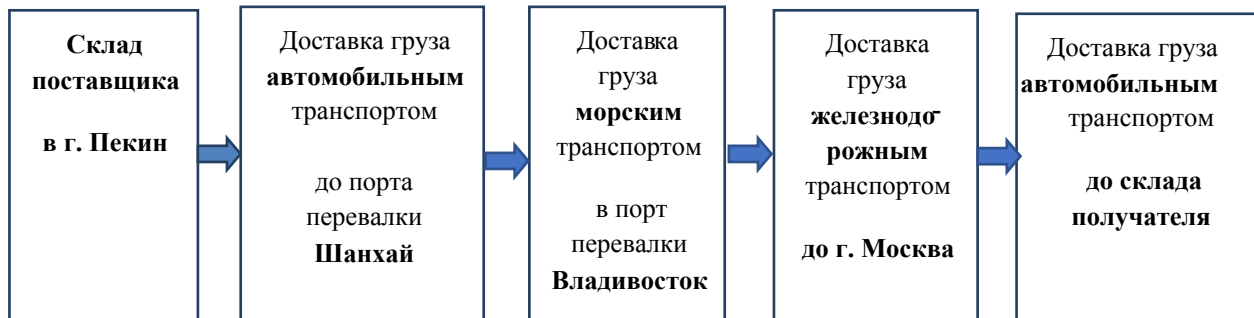 Склад
поставщика
в г. Пекин
Доставка груза
автомобильным
транспортом
до порта
перевалки
Шанхай
Доставка
груза
морским
транспортом
в порт
перевалки
Владивосток
Доставка
груза
железнодо-
рожным
транспортом
до г. Москва
Доставка груза
автомобильным
транспортом
до склада
получателя